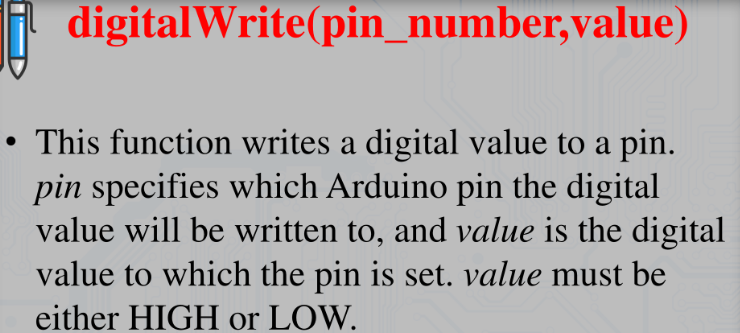 digitalWrite(pin_number,value)
• This function writes a digital value to a pin.
pin specifies which Arduino pin the digital
value will be written to, and value is the digital
value to which the pin is set. value must be
either HIGH or LOW.